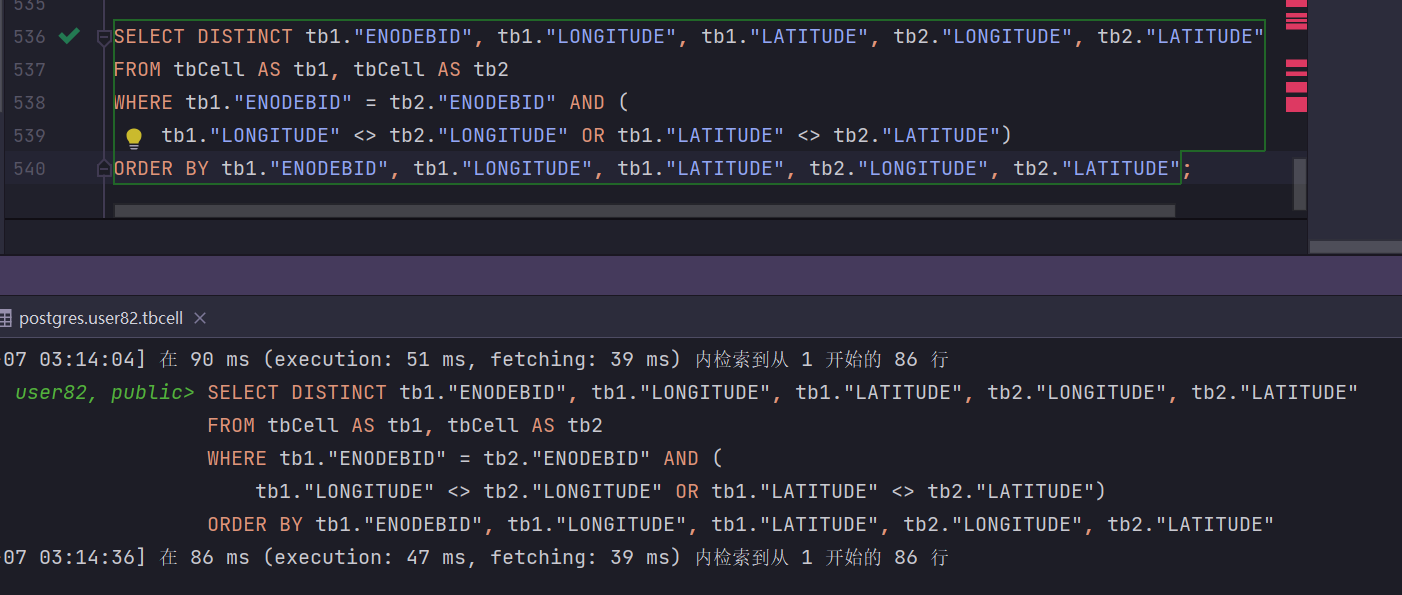 535
536 SELECT DISTINCT tb1."ENODEBID", tb1."LONGITUDE", tb1."LATITUDE", tb2."LONGITUDE", tb2."LATITUDE"
537 FROM tbCell AS tb1, tbCell AS tb2
538 WHERE tb1."ENODEBID" = tb2."ENODEBID" AND (
539 tb1."LONGITUDE" <> tb2."LONGITUDE" OR tb1."LATITUDE" <> tb2."LATITUDE")
540 ORDER BY tb1."ENODEBID", tb1."LONGITUDE", tb1."LATITUDE", tb2."LONGITUDE", tb2."LATITUDE";
postgres.user82.tbcell
07 03:14:04] 在 90 ms (execution: 51 ms, fetching: 39 ms) 内检索到从 1 开始的 86 行
user82, public> SELECT DISTINCT tb1."ENODEBID", tb1."LONGITUDE", tb1."LATITUDE", tb2."LONGITUDE", tb2."LATITUDE"
FROM tbCell AS tb1, tbCell AS tb2
WHERE tb1."ENODEBID" = tb2."ENODEBID" AND (
tb1."LONGITUDE" <> tb2."LONGITUDE" OR tb1."LATITUDE" <> tb2."LATITUDE")
ORDER BY tb1."ENODEBID", tb1."LONGITUDE", tb1."LATITUDE", tb2."LONGITUDE", tb2."LATITUDE"
07 03:14:36] 在 86 ms (execution: 47 ms, fetching: 39 ms) 内检索到从 1 开始的 86 行